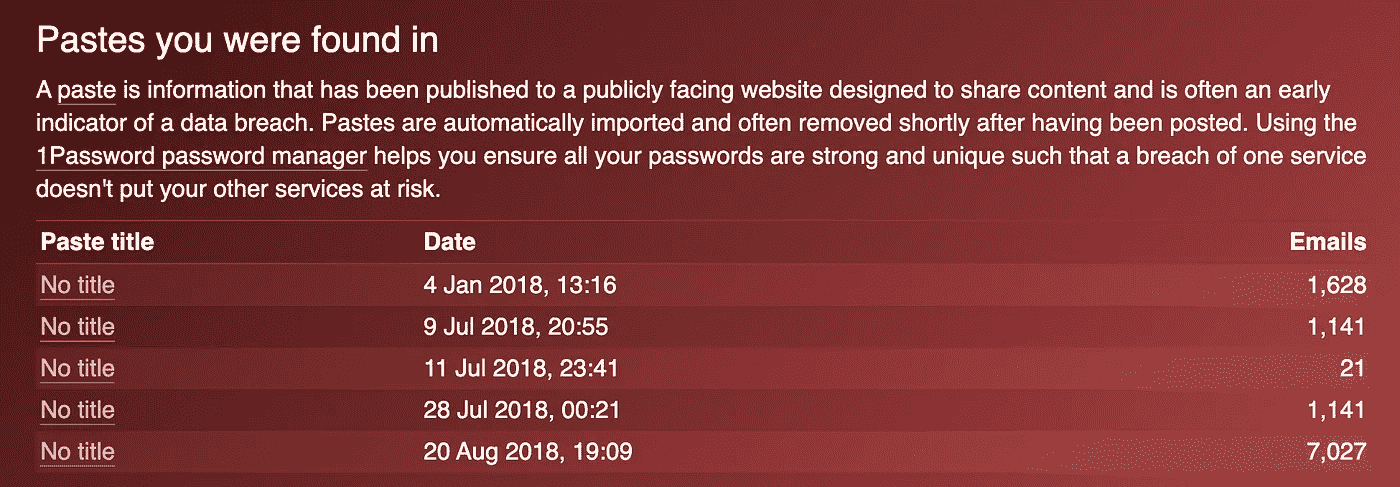 Pastes you were found in
A paste is information that has been published to a publicly facing website designed to share content and is often an early
indicator of a data breach. Pastes are automatically imported and often removed shortly after having been posted. Using the
1Password password manager helps you ensure all your passwords are strong and unique such that a breach of one service
doesn't put your other services at risk.
Paste title Date Emails
No title 4 Jan 2018, 13:16 1,628
No title 9 Jul 2018, 20:55 1,141
No title 11 Jul 2018, 23:41 21
No title 28 Jul 2018, 00:21 1,141
No title 20 Aug 2018, 19:09 7,027